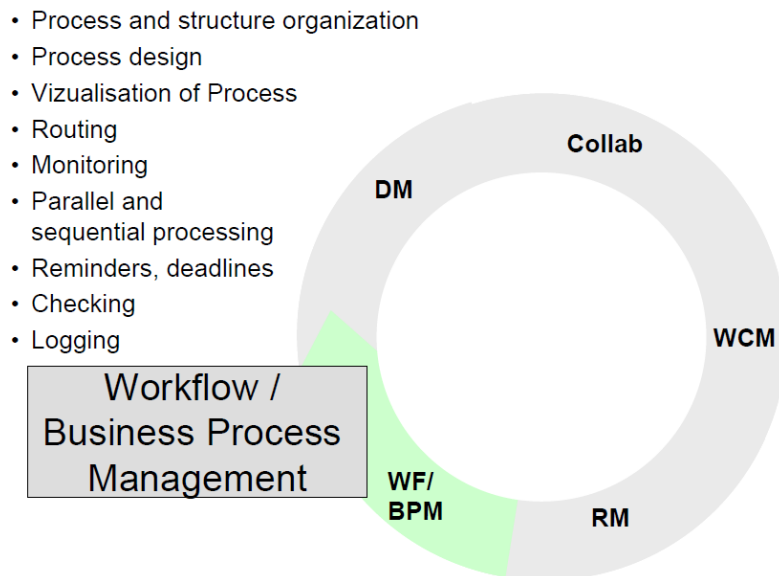 • Process and structure organization
• Process design
• Vizualisation of Process
• Routing
• Monitoring
• Parallel and
sequential processing
• Reminders, deadlines
• Checking
• Logging
Workflow /
Business Process
Management
Collab
DM
WCM
WF/
BPM
RM